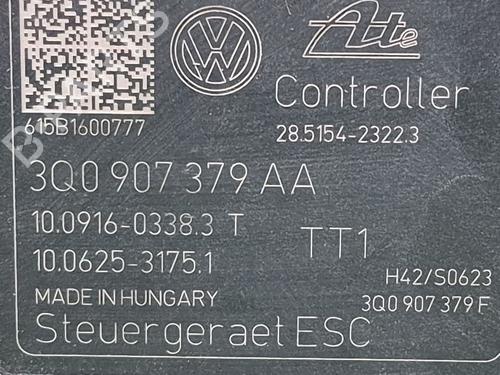 Ate
Controller
615B1600777
28.5154-2322.3
3Q0 907 379 AA
10.0916-0338.3 T
TT1
10.0625-3175.1
H42/S0623
MADE IN HUNGARY
3Q0 907 379 F
Steuergeraet ESC